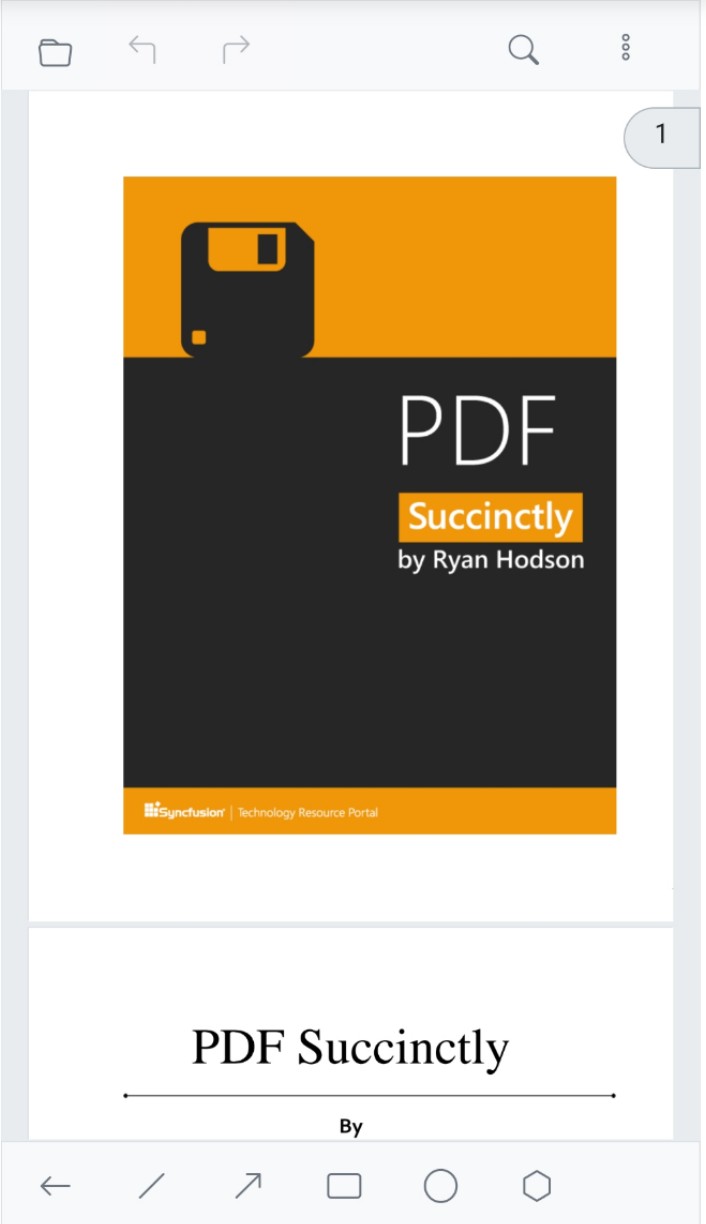 1
PDF
Succinctly
by Ryan Hodson
Syncfusion | Technology Resource Portal
PDF Succinctly
By